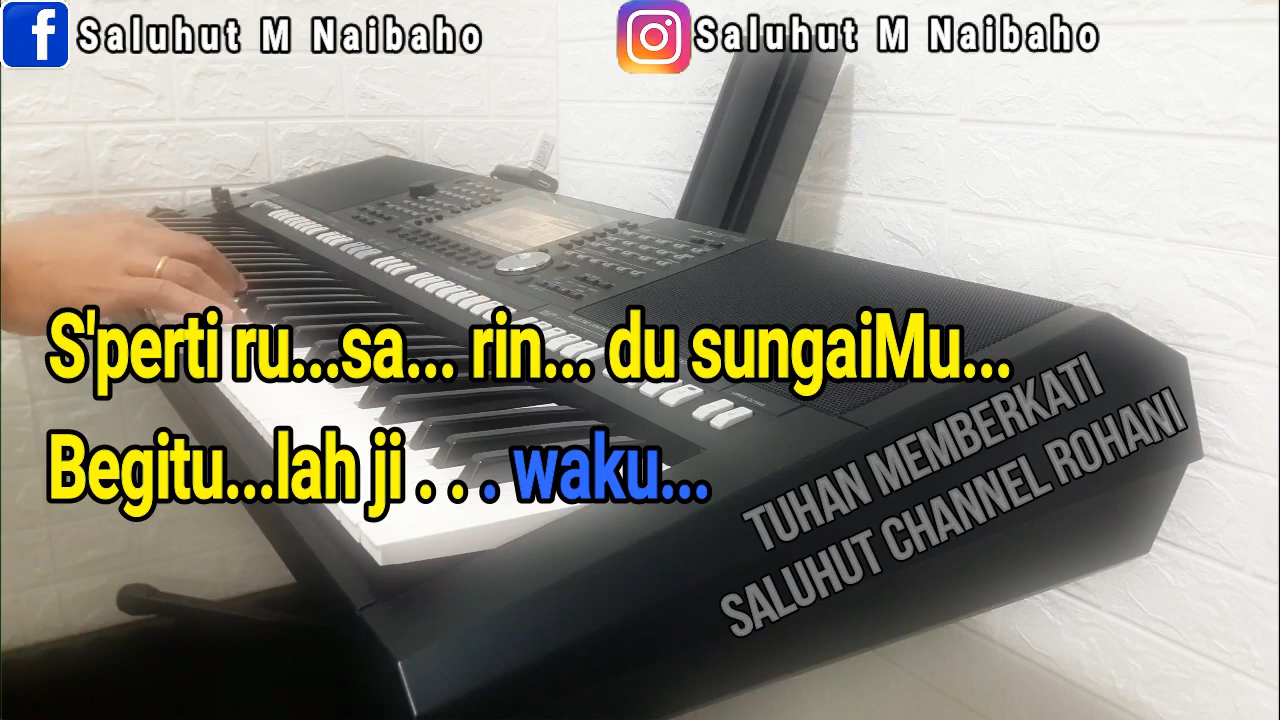 Saluhut M Naibaho
Saluhut M Naibaho
S'perti ru...sa... rin... du sungaiMu...
Begitu...lah ji . . . waku...
TUHAN MEMBERKATI
SALUHUT CHANNEL ROHANI